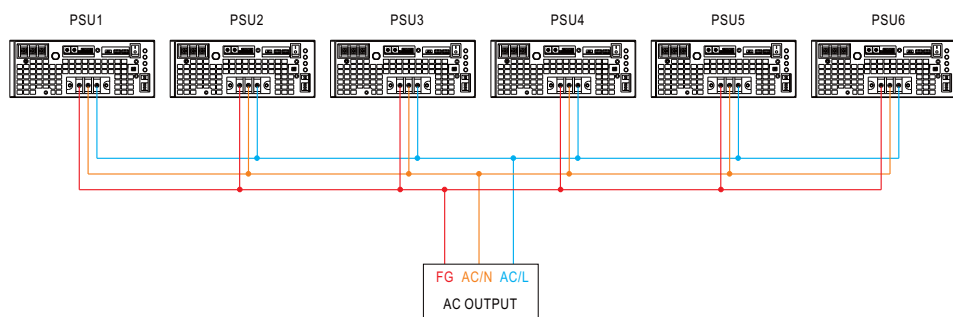 PSU1 PSU2 PSU3 PSU4 PSU5 PSU6
FG AC/N AC/L
AC OUTPUT